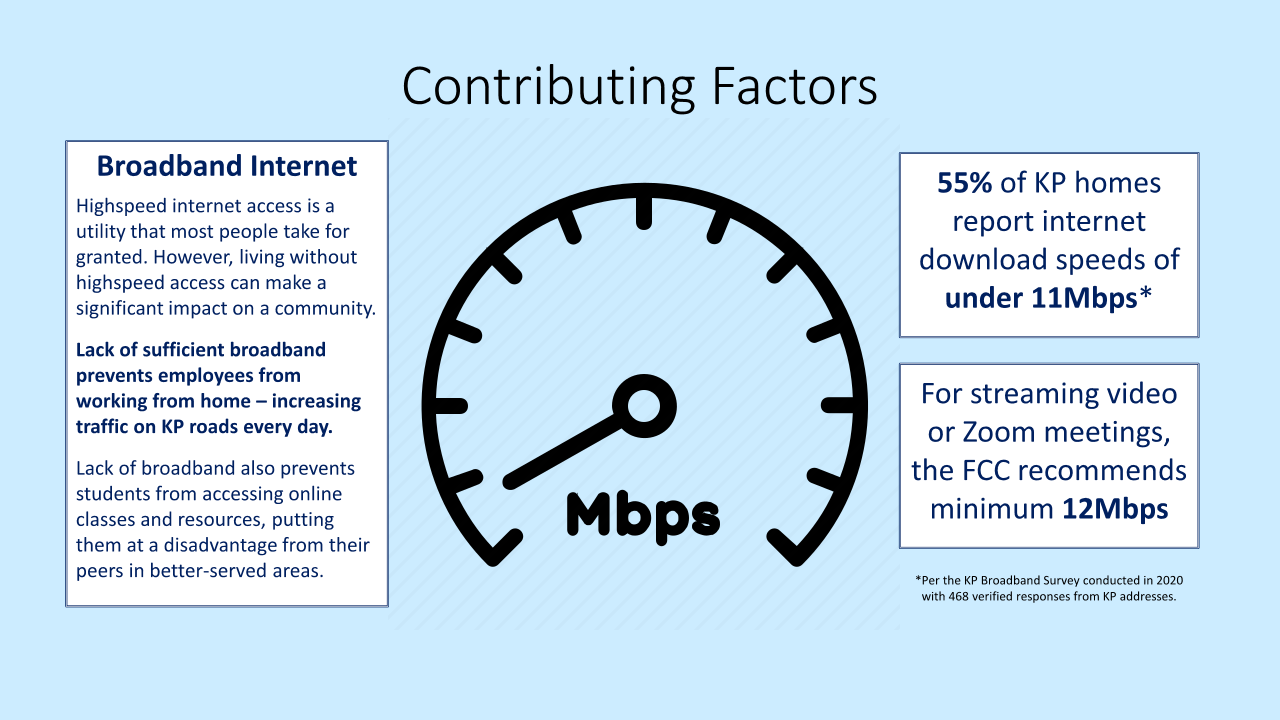 Contributing Factors
Broadband Internet
Highspeed internet access is a
utility that most people take for
granted. However, living without
highspeed access can make a
significant impact on a community.
Lack of sufficient broadband
prevents employees from
working from home – increasing
traffic on KP roads every day.
Lack of broadband also prevents
students from accessing online
classes and resources, putting
them at a disadvantage from their
peers in better-served areas.
Mbps
55% of KP homes
report internet
download speeds of
under 11Mbps*
For streaming video
or Zoom meetings,
the FCC recommends
minimum 12Mbps
*Per the KP Broadband Survey conducted in 2020
with 468 verified responses from KP addresses.